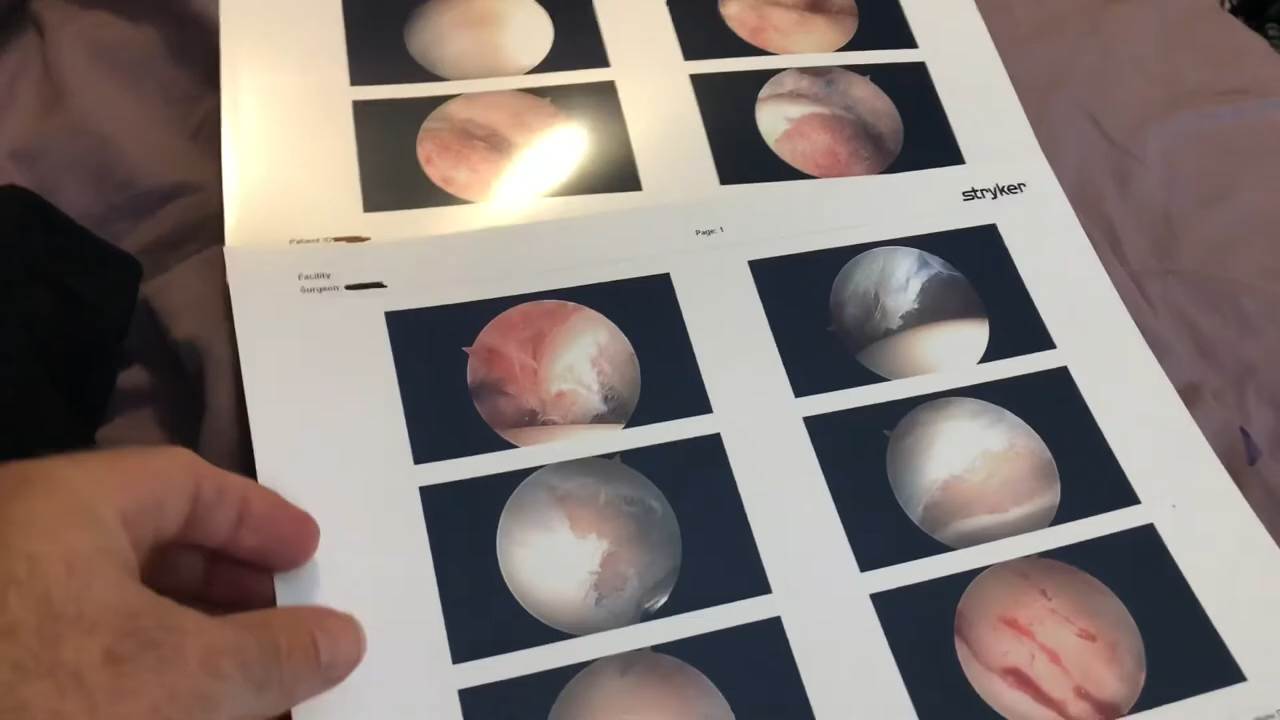 stryker
Patient ID:
Page: 1
Facility:
Surgeon: